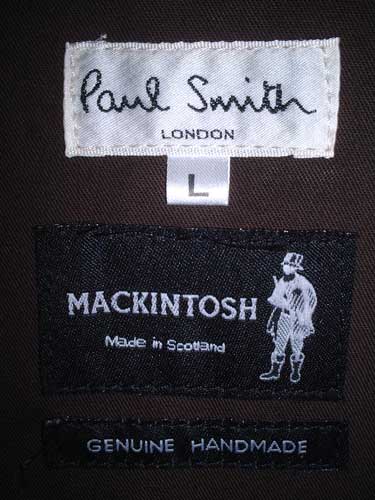 Paul Smith
LONDON
L
MACKINTOSH
Made in Scotland
GENUINE HANDMADE